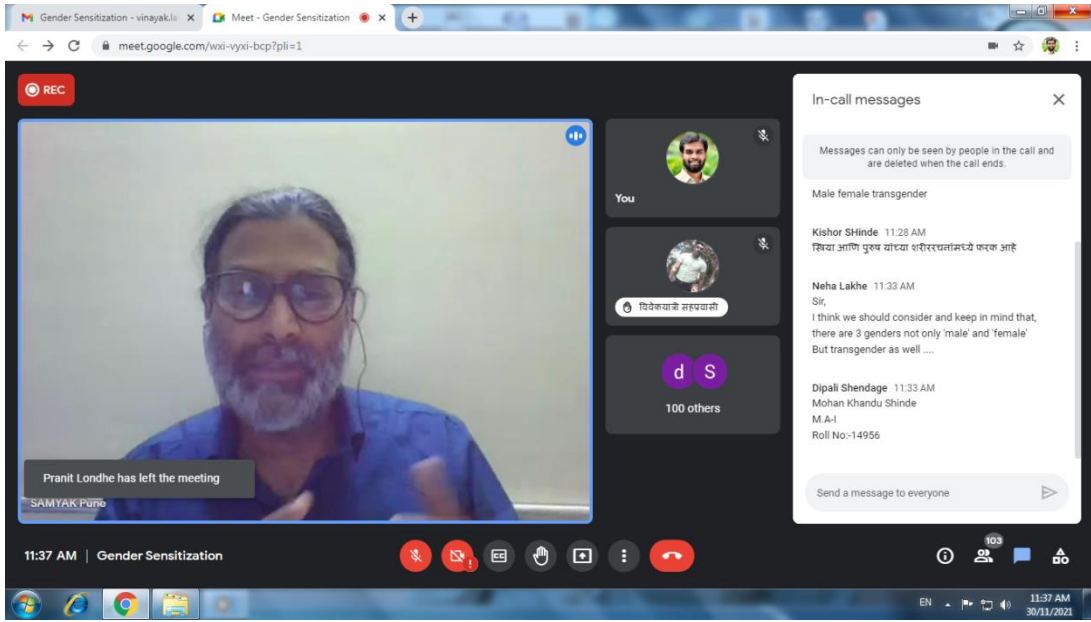 Gender Sensitization - vinayak.la
Meet - Gender Sensitization
meet.google.com/wxi-vyxi-bcp?pli=1
REC
Pranit Londhe has left the meeting
SAMYAK Pune
You
विवेकयात्री सहप्रवासी
d S
100 others
In-call messages
Messages can only be seen by people in the call and
are deleted when the call ends.
Male female transgender
Kishor SHinde 11:28 AM
स्त्रिया आणि पुरुष यांच्या शरीररचनांमध्ये फरक आहे
Neha Lakhe 11:33 AM
Sir,
I think we should consider and keep in mind that,
there are 3 genders not only 'male' and 'female'
But transgender as well ....
Dipali Shendage 11:33 AM
Mohan Khandu Shinde
M.A-I
Roll No:-14956
Send a message to everyone
11:37 AM | Gender Sensitization
CC
103
EN
11:37 AM
30/11/2021